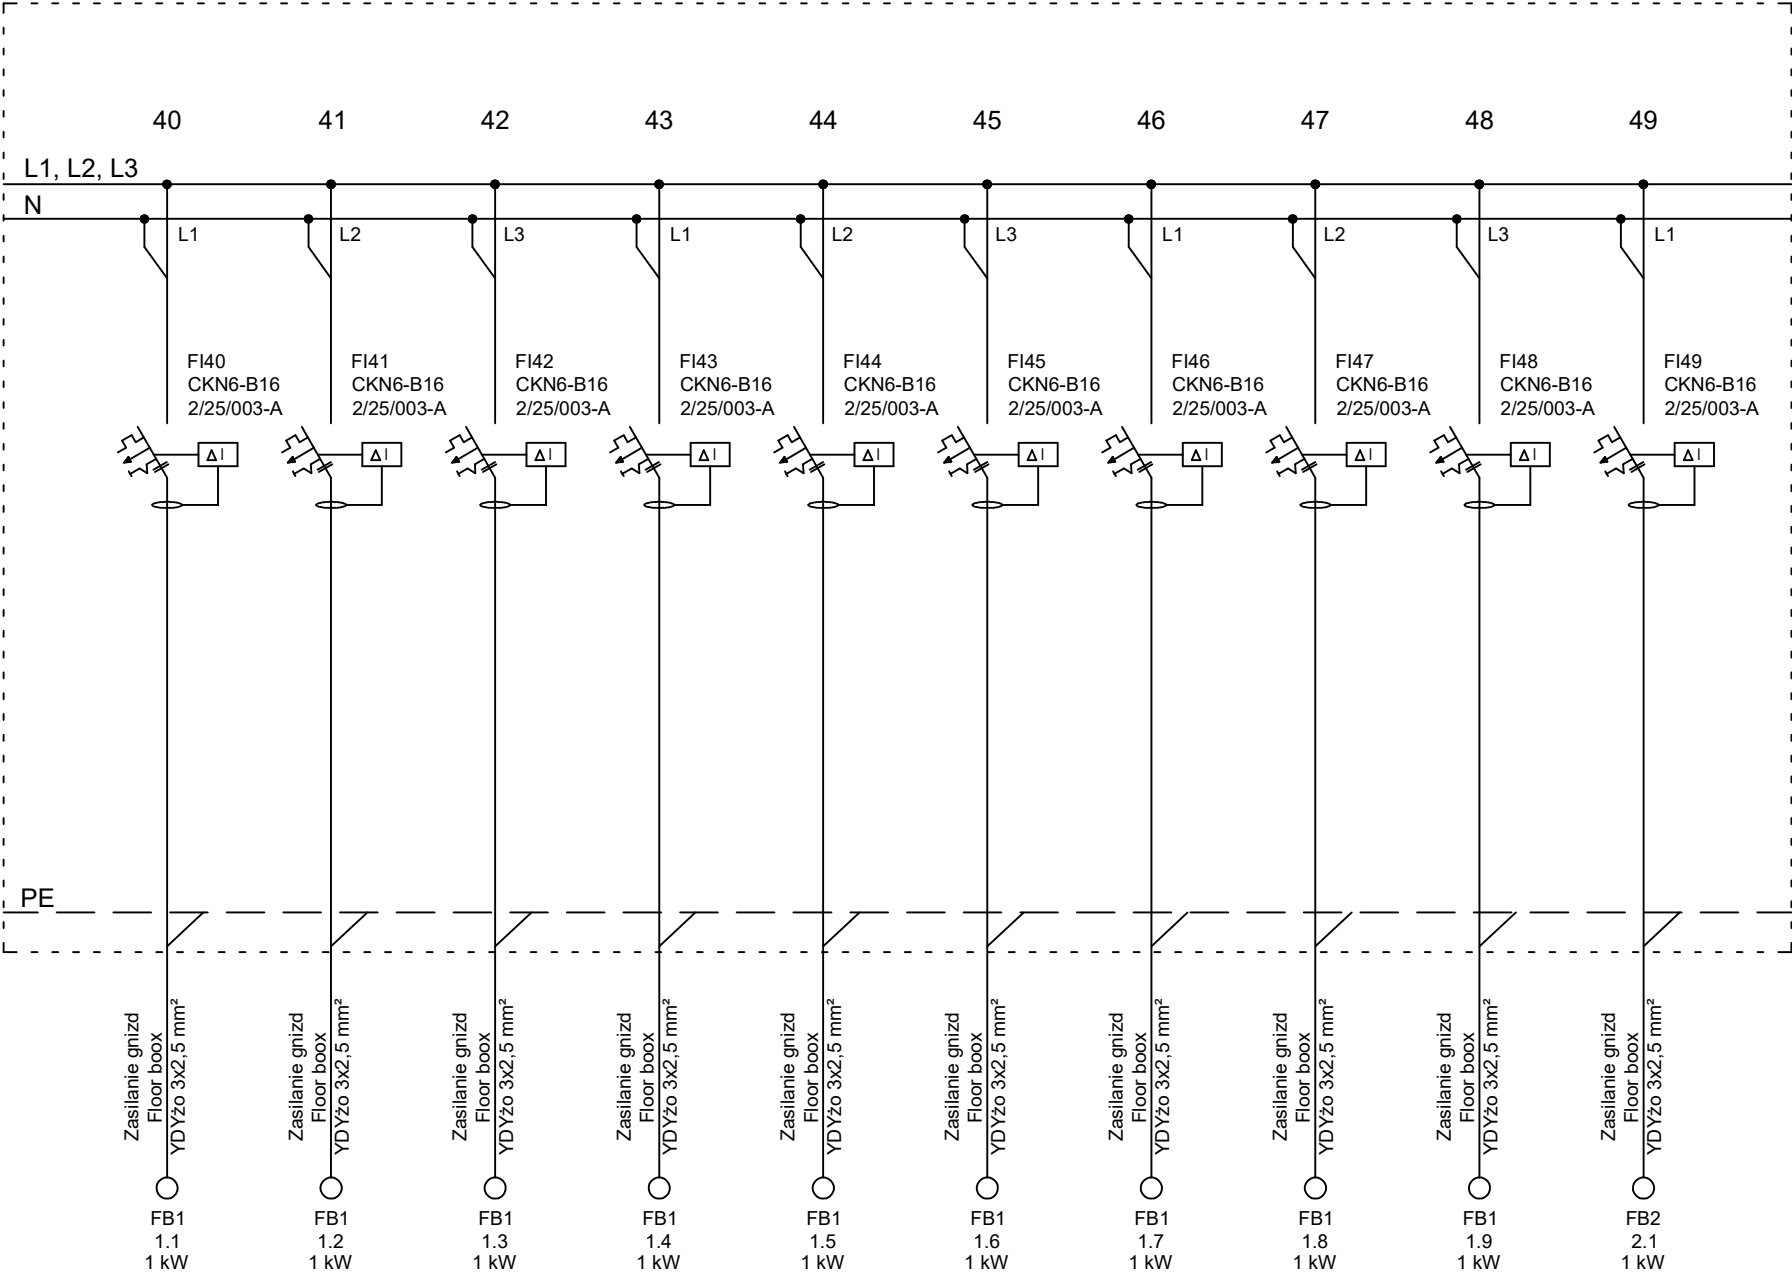 40 41 42 43 44 45 46 47 48 49
L1, L2, L3
N
L1 L2 L3 L1 L2 L3 L1 L2 L3 L1
FI40 FI41 FI42 FI43 FI44 FI45 FI46 FI47 FI48 FI49
CKN6-B16 CKN6-B16 CKN6-B16 CKN6-B16 CKN6-B16 CKN6-B16 CKN6-B16 CKN6-B16 CKN6-B16 CKN6-B16
2/25/003-A 2/25/003-A 2/25/003-A 2/25/003-A 2/25/003-A 2/25/003-A 2/25/003-A 2/25/003-A 2/25/003-A 2/25/003-A
Δ I Δ I Δ I Δ I Δ I Δ I Δ I Δ I Δ I Δ I
PE
Zasilanie gnizd
Floor boox
YDYżo 3x2,5 mm²
Zasilanie gnizd
Floor boox
YDYżo 3x2,5 mm²
Zasilanie gnizd
Floor boox
YDYżo 3x2,5 mm²
Zasilanie gnizd
Floor boox
YDYżo 3x2,5 mm²
Zasilanie gnizd
Floor boox
YDYżo 3x2,5 mm²
Zasilanie gnizd
Floor boox
YDYżo 3x2,5 mm²
Zasilanie gnizd
Floor boox
YDYżo 3x2,5 mm²
Zasilanie gnizd
Floor boox
YDYżo 3x2,5 mm²
Zasilanie gnizd
Floor boox
YDYżo 3x2,5 mm²
Zasilanie gnizd
Floor boox
YDYżo 3x2,5 mm²
FB1 FB1 FB1 FB1 FB1 FB1 FB1 FB1 FB1 FB2
1.1 1.2 1.3 1.4 1.5 1.6 1.7 1.8 1.9 2.1
1 kW 1 kW 1 kW 1 kW 1 kW 1 kW 1 kW 1 kW 1 kW 1 kW